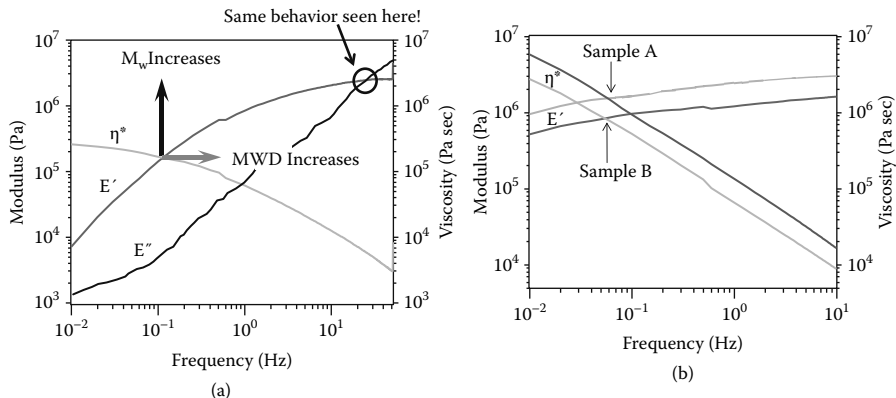 Same behavior seen here!
10⁷
10⁶
10⁵
10⁴
10³
Modulus (Pa)
MwIncreases
η*
MWD Increases
E′
E″
10⁷
10⁶
10⁵
10⁴
10³
Viscosity (Pa sec)
10⁻² 10⁻¹ 10⁰ 10¹
Frequency (Hz)
(a)
10⁷
10⁶
10⁵
10⁴
Modulus (Pa)
Sample A
η*
E′
Sample B
10⁷
10⁶
10⁵
10⁴
Viscosity (Pa sec)
10⁻² 10⁻¹ 10⁰ 10¹
Frequency (Hz)
(b)